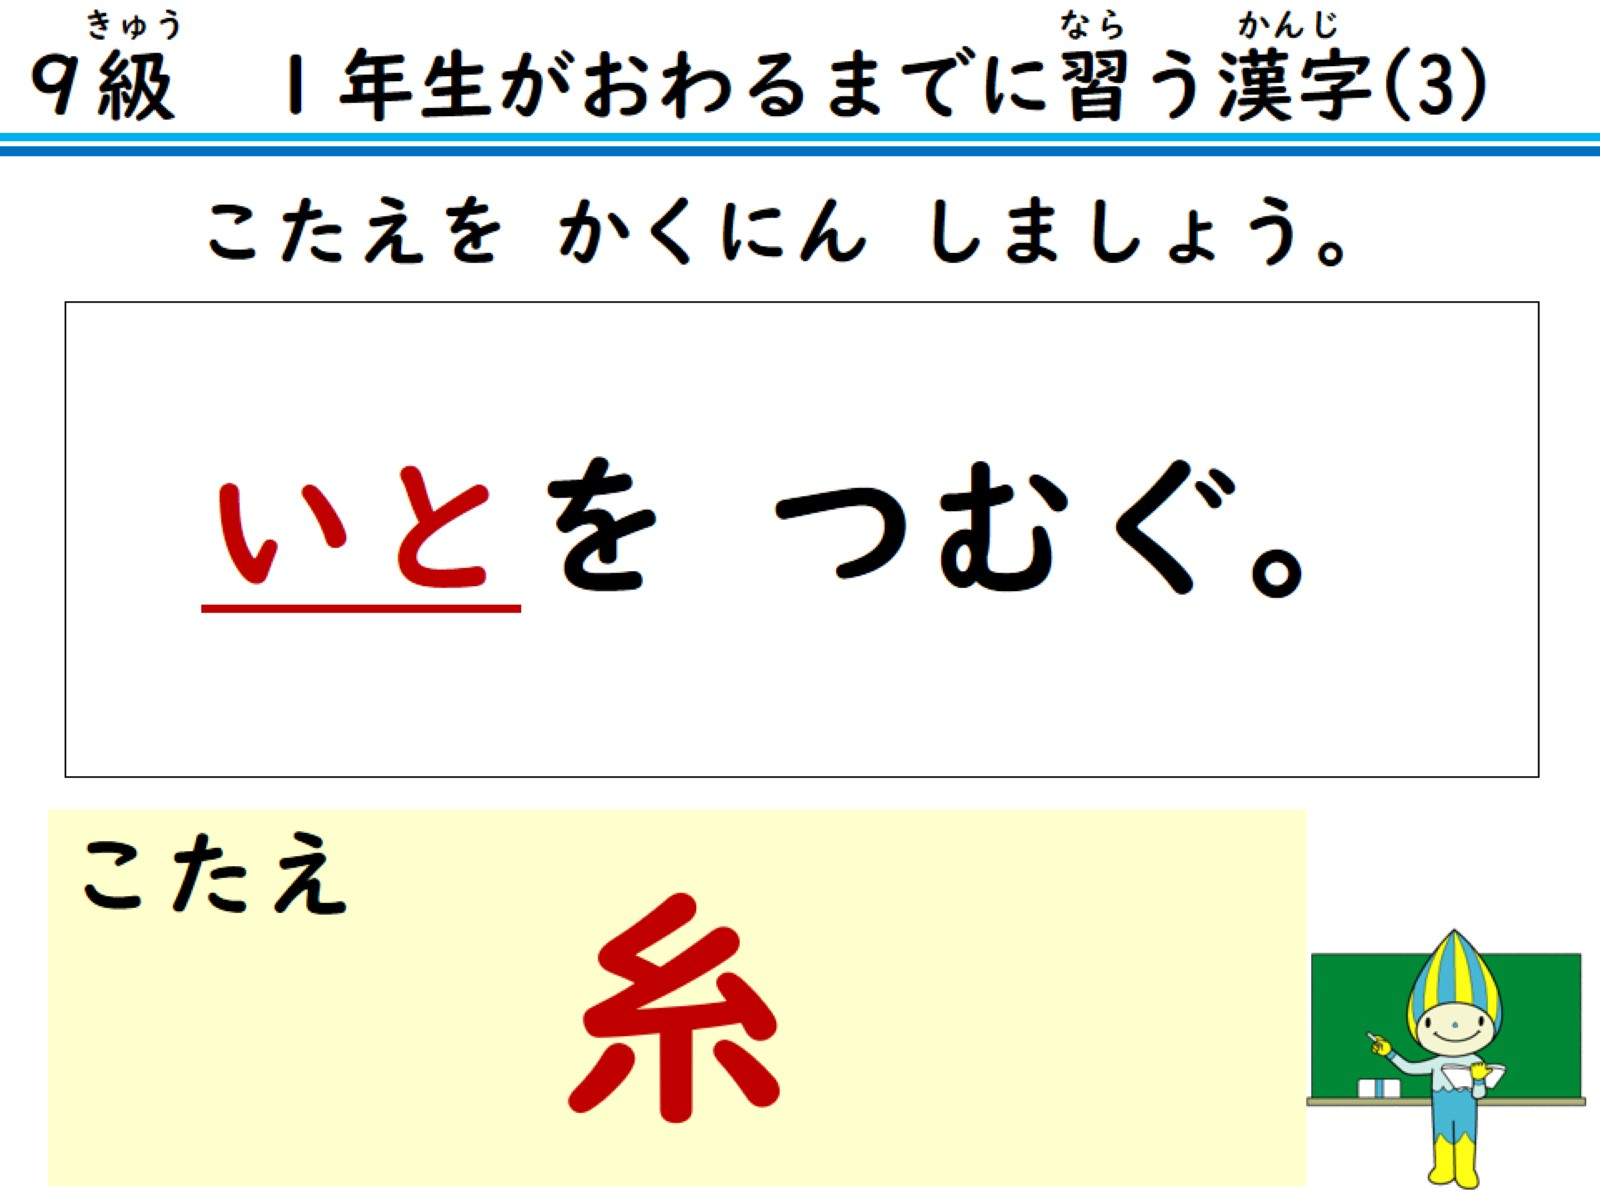 きゅう なら かんじ
9級 1年生がおわるまでに習う漢字(3)
こたえを かくにん しましょう。
いとを つむぐ。
こたえ
糸